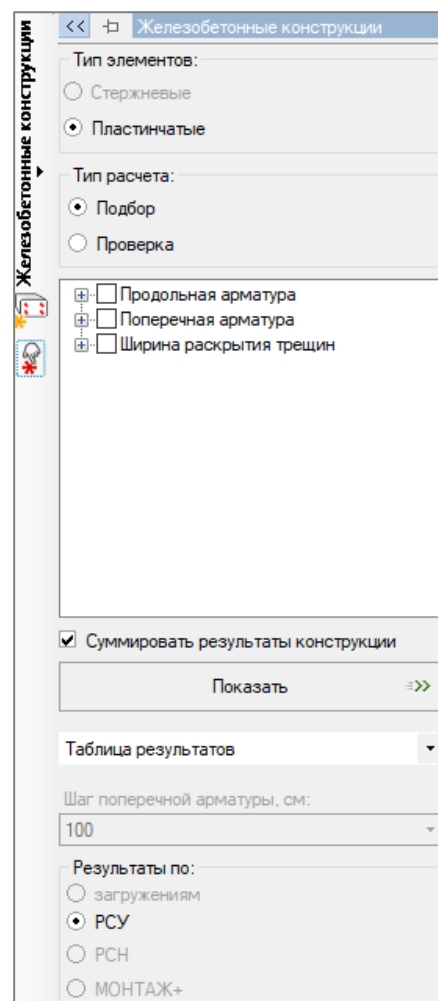 Железобетонные конструкции
<< Железобетонные конструкции
Тип элементов:
Стержневые
Пластинчатые
Тип расчета:
Подбор
Проверка
Продольная арматура
Поперечная арматура
Ширина раскрытия трещин
Суммировать результаты конструкции
Показать
Таблица результатов
Шаг поперечной арматуры, см:
100
Результаты по:
загружениям
РСУ
РСН
МОНТАЖ+